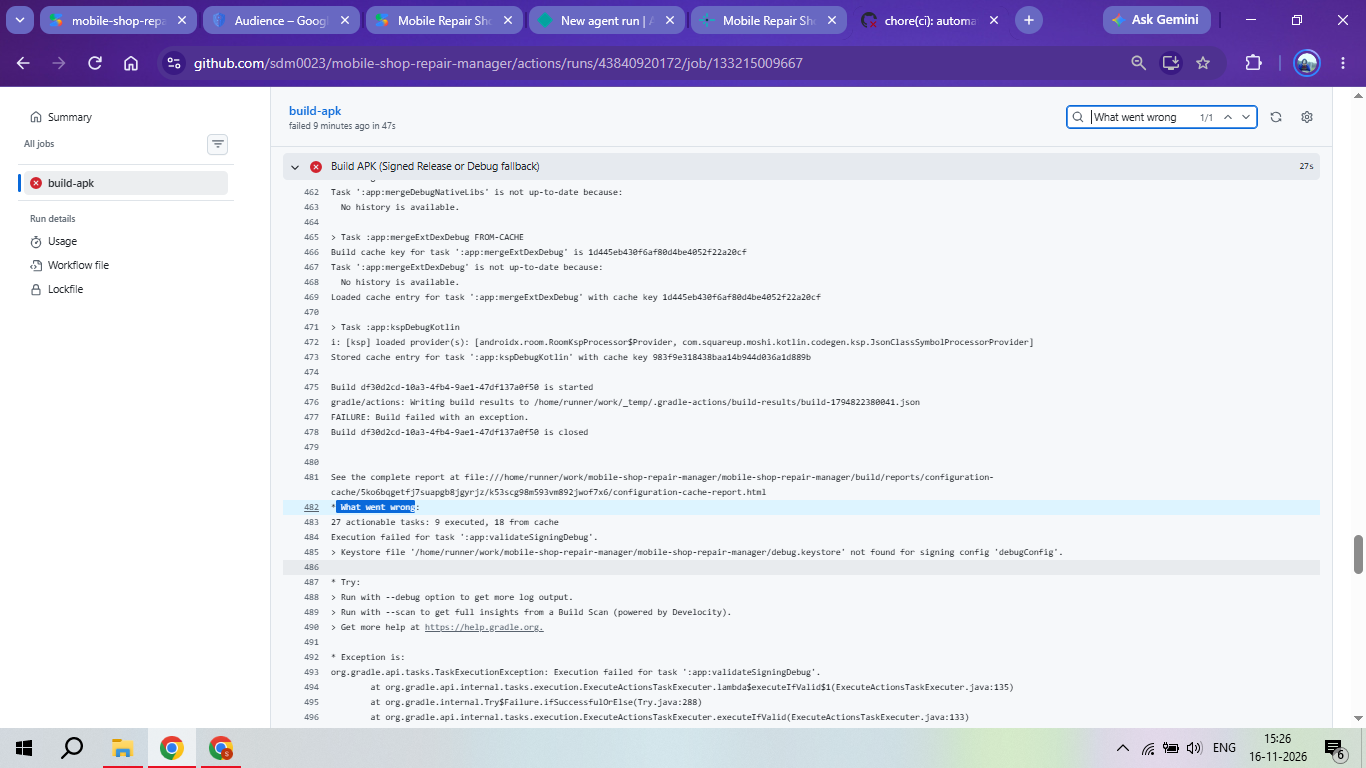 mobile-shop-repa
Audience – Googl
Mobile Repair Sho
New agent run | A
Mobile Repair Sh
chore(ci): automa
Ask Gemini
github.com/sdm0023/mobile-shop-repair-manager/actions/runs/43840920172/job/133215009667
Summary
All jobs
build-apk
Run details
Usage
Workflow file
Lockfile
build-apk
failed 9 minutes ago in 47s
What went wrong 1/1
Build APK (Signed Release or Debug fallback) 27s
462 Task ':app:mergeDebugNativeLibs' is not up-to-date because:
463 No history is available.
464
465 > Task :app:mergeExtDexDebug FROM-CACHE
466 Build cache key for task ':app:mergeExtDexDebug' is 1d445eb430f6af80d4be4052f22a20cf
467 Task ':app:mergeExtDexDebug' is not up-to-date because:
468 No history is available.
469 Loaded cache entry for task ':app:mergeExtDexDebug' with cache key 1d445eb430f6af80d4be4052f22a20cf
470
471 > Task :app:kspDebugKotlin
472 i: [ksp] loaded provider(s): [androidx.room.RoomKspProcessor$Provider, com.squareup.moshi.kotlin.codegen.ksp.JsonClassSymbolProcessorProvider]
473 Stored cache entry for task ':app:kspDebugKotlin' with cache key 983f9e318438baa14b944d036a1d889b
474
475 Build df30d2cd-10a3-4fb4-9ae1-47df137a0f50 is started
476 gradle/actions: Writing build results to /home/runner/work/_temp/.gradle-actions/build-results/build-1794822380041.json
477 FAILURE: Build failed with an exception.
478 Build df30d2cd-10a3-4fb4-9ae1-47df137a0f50 is closed
479
480
481 See the complete report at file:///home/runner/work/mobile-shop-repair-manager/mobile-shop-repair-manager/build/reports/configuration-
cache/5ko6bqgetfj7suapgb8jgyrjz/k53scg98m593vm892jwof7x6/configuration-cache-report.html
482 * What went wrong:
483 27 actionable tasks: 9 executed, 18 from cache
484 Execution failed for task ':app:validateSigningDebug'.
485 > Keystore file '/home/runner/work/mobile-shop-repair-manager/mobile-shop-repair-manager/debug.keystore' not found for signing config 'debugConfig'.
486
487 * Try:
488 > Run with --debug option to get more log output.
489 > Run with --scan to get full insights from a Build Scan (powered by Develocity).
490 > Get more help at https://help.gradle.org.
491
492 * Exception is:
493 org.gradle.api.tasks.TaskExecutionException: Execution failed for task ':app:validateSigningDebug'.
494 at org.gradle.api.internal.tasks.execution.ExecuteActionsTaskExecuter.lambda$executeIfValid$1(ExecuteActionsTaskExecuter.java:135)
495 at org.gradle.internal.Try$Failure.ifSuccessfulOrElse(Try.java:288)
496 at org.gradle.api.internal.tasks.execution.ExecuteActionsTaskExecuter.executeIfValid(ExecuteActionsTaskExecuter.java:133)
ENG
15:26
16-11-2026
6